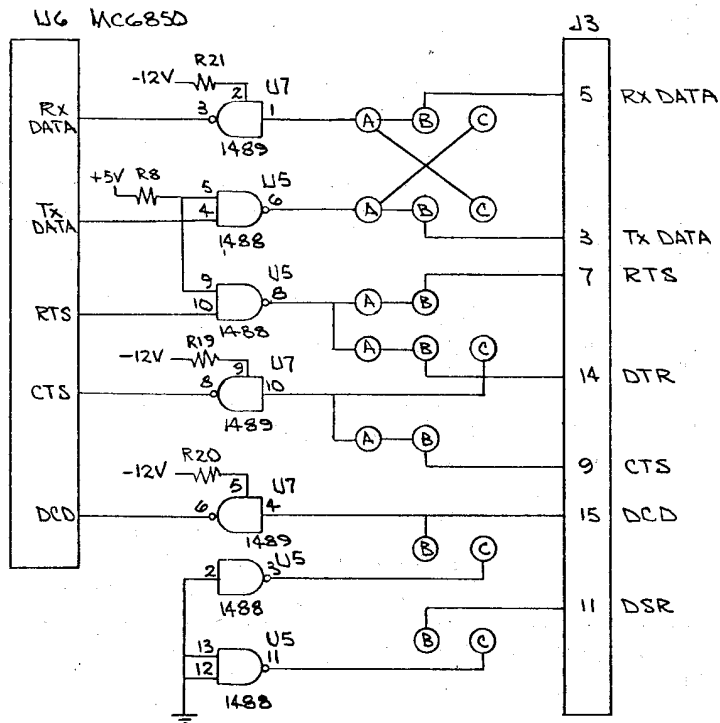 U6 MC6850
J3
R21
-12V
2
U7
5 RX DATA
RX DATA
3
1
A B C
1489
+5V R8
5
U5
6
4
A B C
Tx DATA
1488
3 Tx DATA
9
U5
7 RTS
10
8
A B
RTS
1488
R19
-12V
9
U7
A B C
8
10
14 DTR
CTS
1489
A B
R20
9 CTS
-12V
5
U7
4
DCD
6
15 DCD
1489
B C
U5
2
3
1488
11 DSR
U5
B C
13
11
12
1488